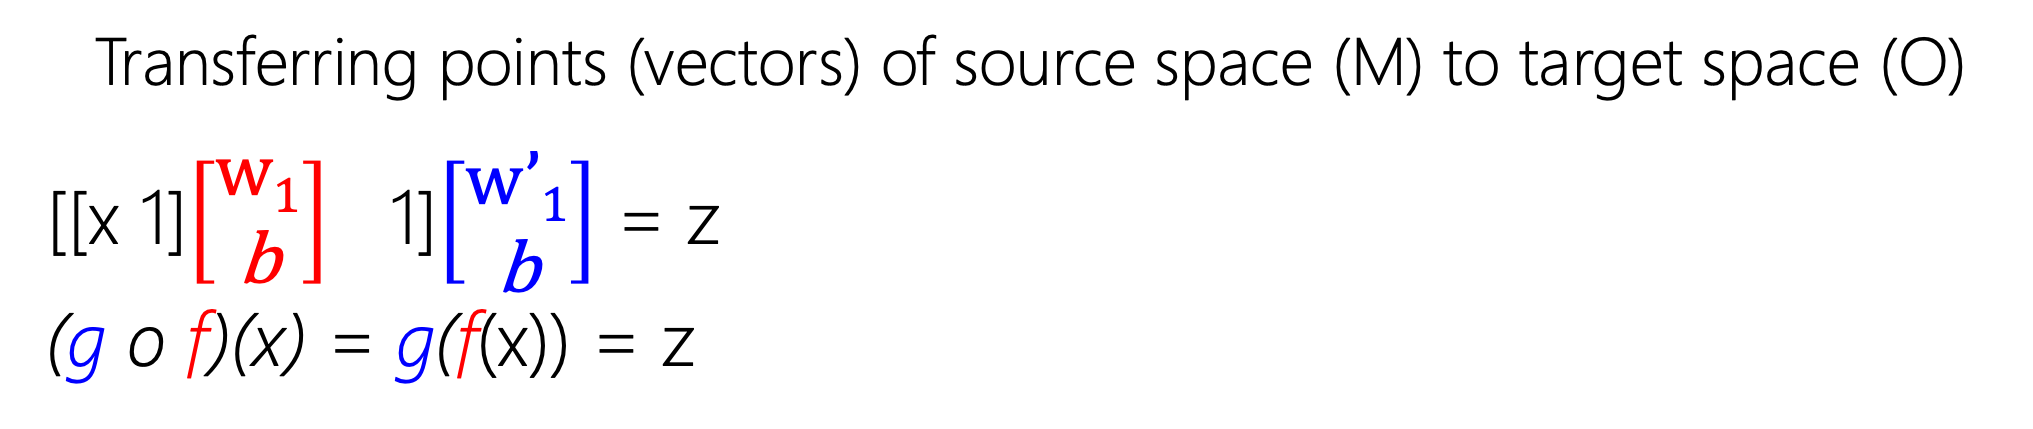 Transferring points (vectors) of source space (M) to target space (O)
[[x 1][w₁ b] 1][w’₁ b] = z
(g o f)(x) = g(f(x)) = z